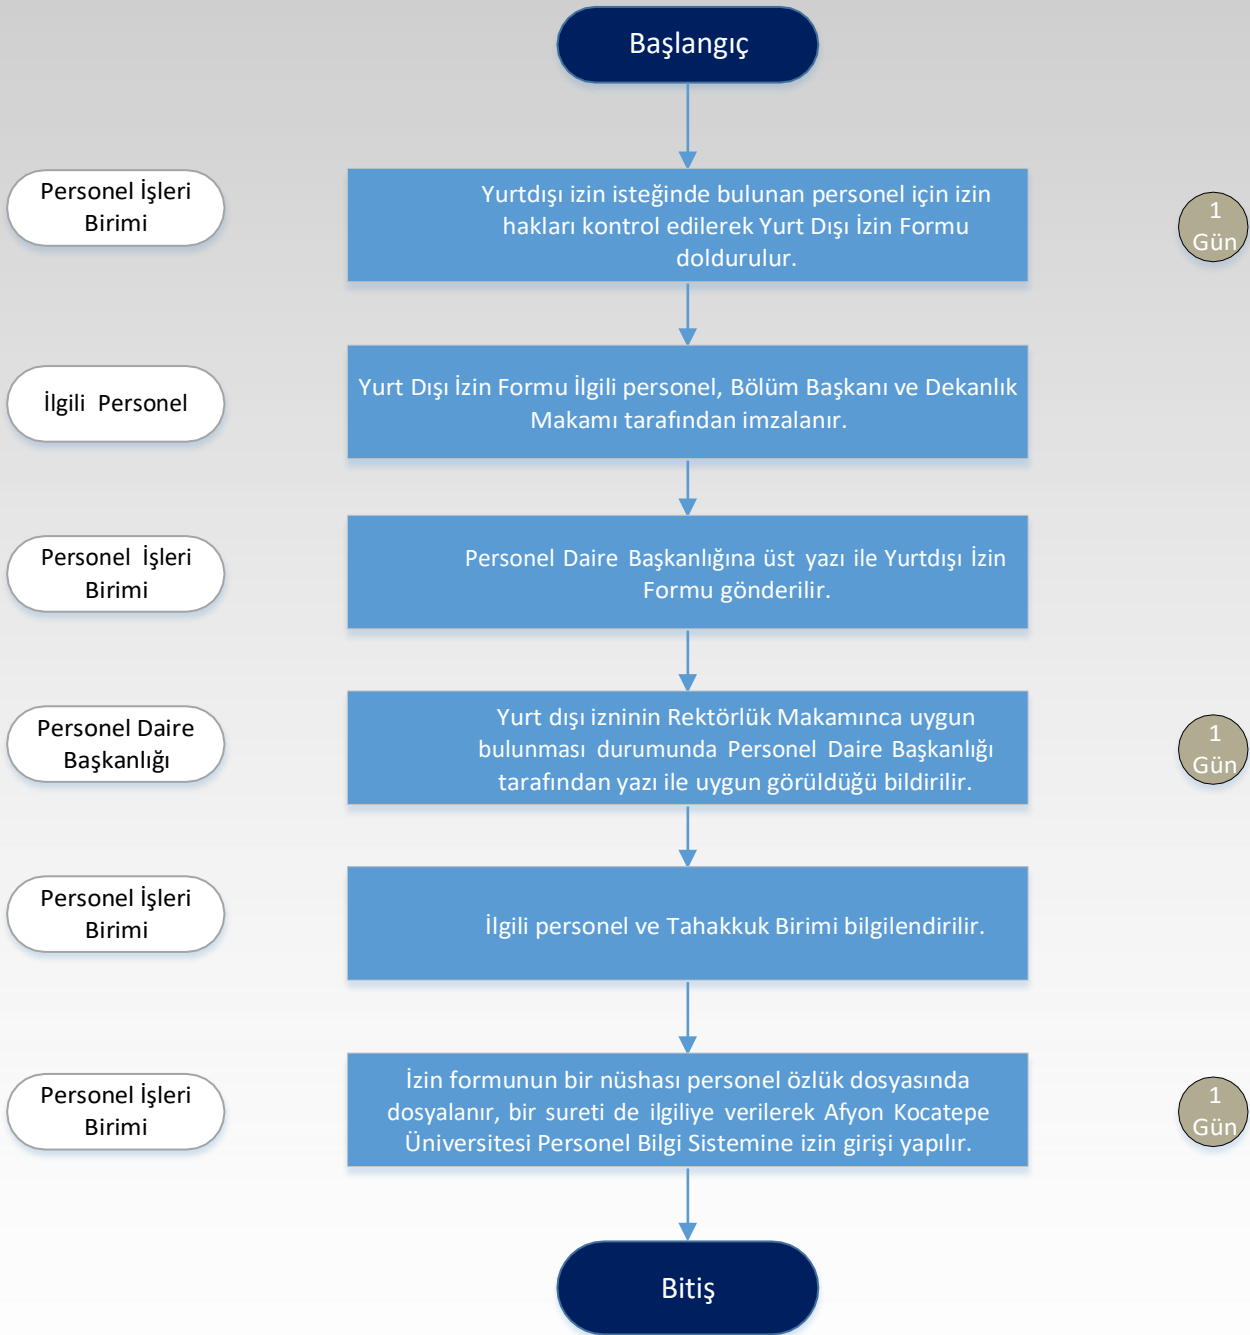 Başlangıç
Personel İşleri
Birimi
Yurtdışı izin isteğinde bulunan personel için izin
hakları kontrol edilerek Yurt Dışı İzin Formu
doldurulur.
1
Gün
İlgili Personel
Yurt Dışı İzin Formu İlgili personel, Bölüm Başkanı ve Dekanlık
Makamı tarafından imzalanır.
Personel İşleri
Birimi
Personel Daire Başkanlığına üst yazı ile Yurtdışı İzin
Formu gönderilir.
Personel Daire
Başkanlığı
Yurt dışı izninin Rektörlük Makamınca uygun
bulunması durumunda Personel Daire Başkanlığı
tarafından yazı ile uygun görüldüğü bildirilir.
1
Gün
Personel İşleri
Birimi
İlgili personel ve Tahakkuk Birimi bilgilendirilir.
Personel İşleri
Birimi
İzin formunun bir nüshası personel özlük dosyasında
dosyalanır, bir sureti de ilgiliye verilerek Afyon Kocatepe
Üniversitesi Personel Bilgi Sistemine izin girişi yapılır.
1
Gün
Bitiş